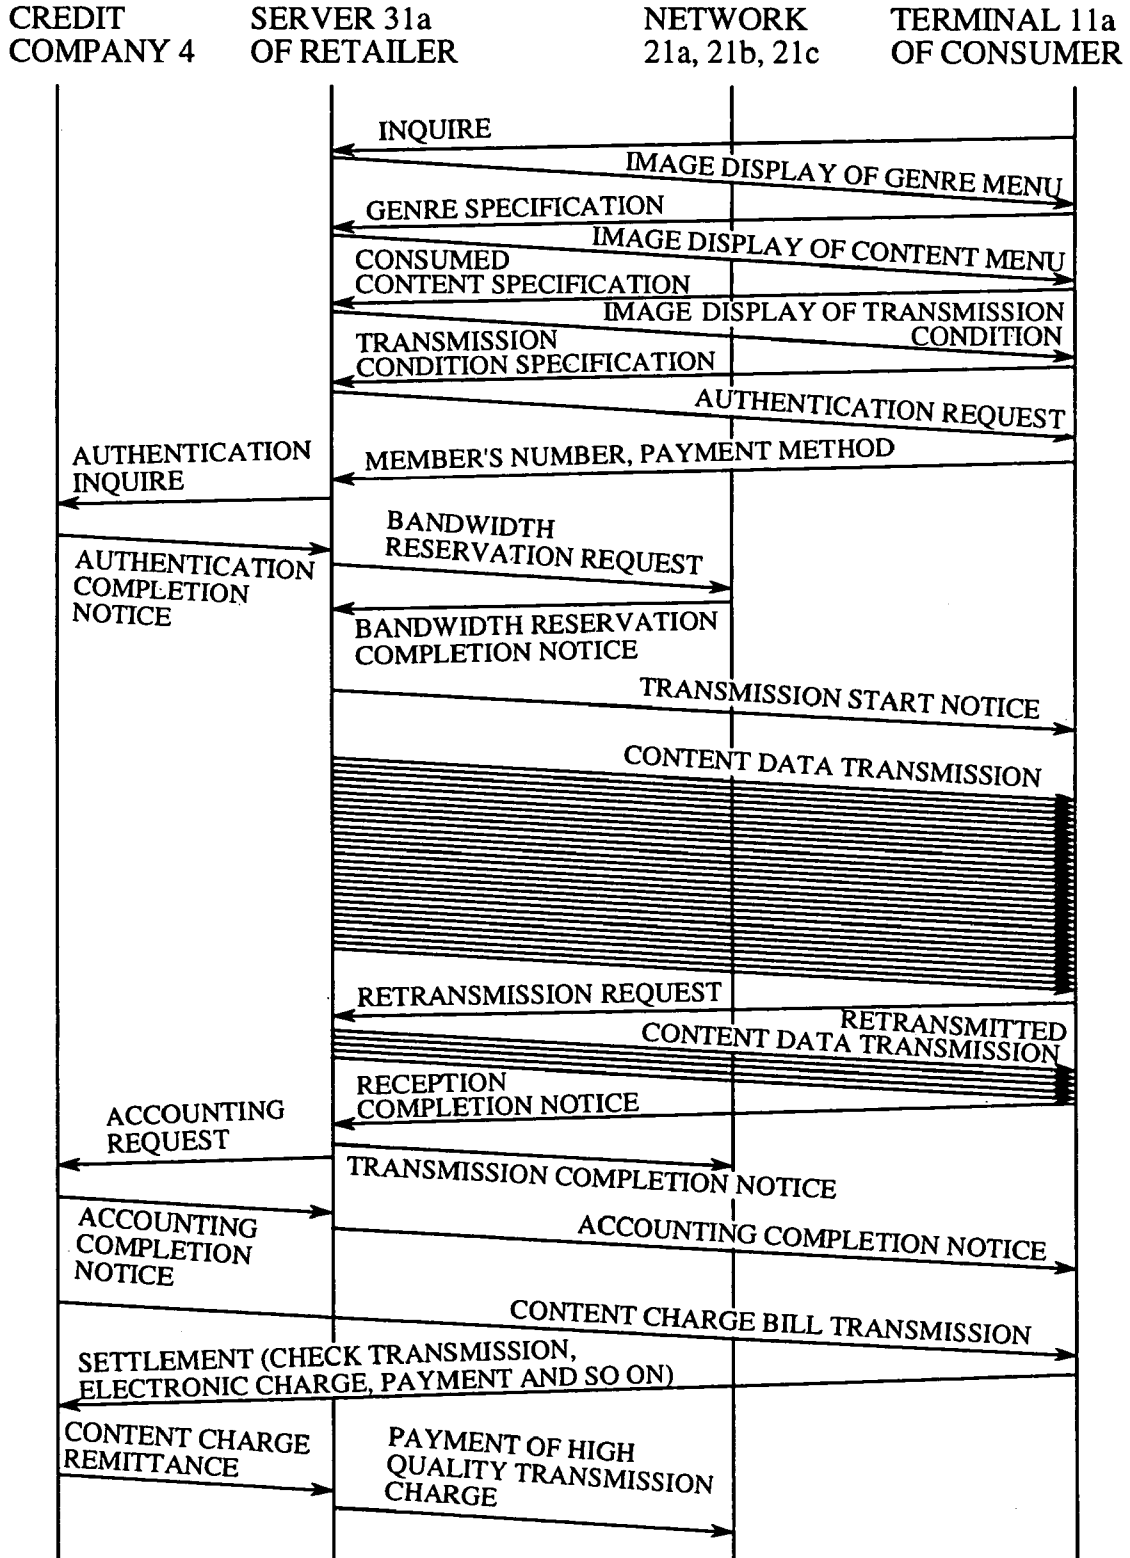 CREDIT
COMPANY 4
SERVER 31a
OF RETAILER
NETWORK
21a, 21b, 21c
TERMINAL 11a
OF CONSUMER
INQUIRE
IMAGE DISPLAY OF GENRE MENU
GENRE SPECIFICATION
IMAGE DISPLAY OF CONTENT MENU
CONSUMED
CONTENT SPECIFICATION
IMAGE DISPLAY OF TRANSMISSION
CONDITION
TRANSMISSION
CONDITION SPECIFICATION
AUTHENTICATION REQUEST
MEMBER'S NUMBER, PAYMENT METHOD
AUTHENTICATION
INQUIRE
AUTHENTICATION
COMPLETION
NOTICE
BANDWIDTH
RESERVATION REQUEST
BANDWIDTH RESERVATION
COMPLETION NOTICE
TRANSMISSION START NOTICE
CONTENT DATA TRANSMISSION
RETRANSMISSION REQUEST
RETRANSMITTED
CONTENT DATA TRANSMISSION
RECEPTION
COMPLETION NOTICE
ACCOUNTING
REQUEST
TRANSMISSION COMPLETION NOTICE
ACCOUNTING
COMPLETION
NOTICE
ACCOUNTING COMPLETION NOTICE
CONTENT CHARGE BILL TRANSMISSION
SETTLEMENT (CHECK TRANSMISSION,
ELECTRONIC CHARGE, PAYMENT AND SO ON)
CONTENT CHARGE
REMITTANCE
PAYMENT OF HIGH
QUALITY TRANSMISSION
CHARGE